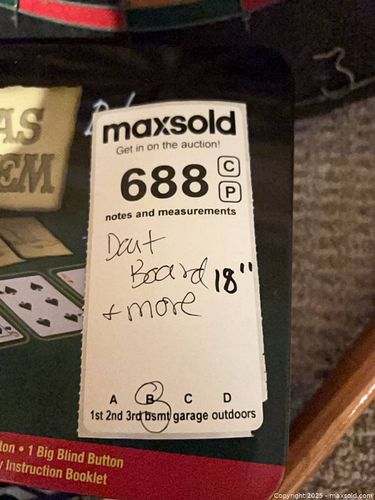 3
AS
EM
maxsold
Get in on the auction!
688 C P
notes and measurements
Dart
Board 18"
+ more
A B C D
1st 2nd 3rd bsmt garage outdoors
ton • 1 Big Blind Button
y Instruction Booklet
Copyright 2025 - maxsold.com